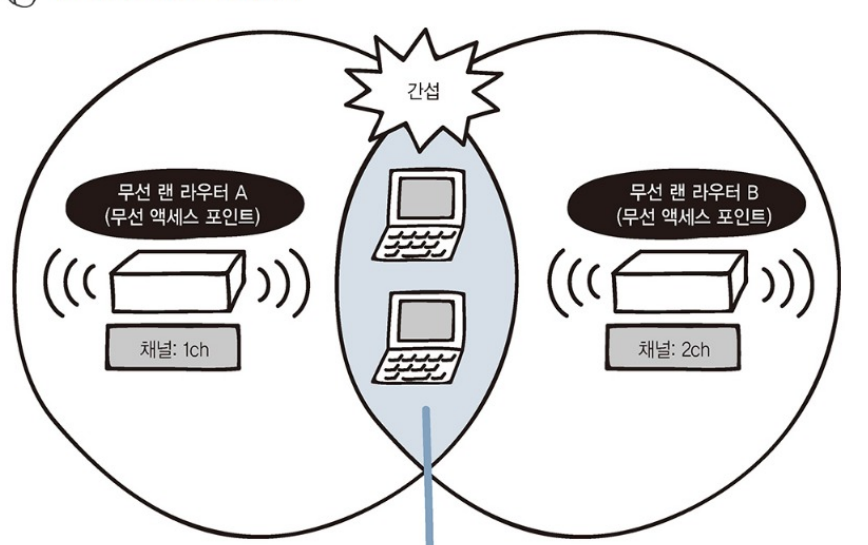 간섭
무선 랜 라우터 A
(무선 액세스 포인트)
무선 랜 라우터 B
(무선 액세스 포인트)
채널: 1ch
채널: 2ch